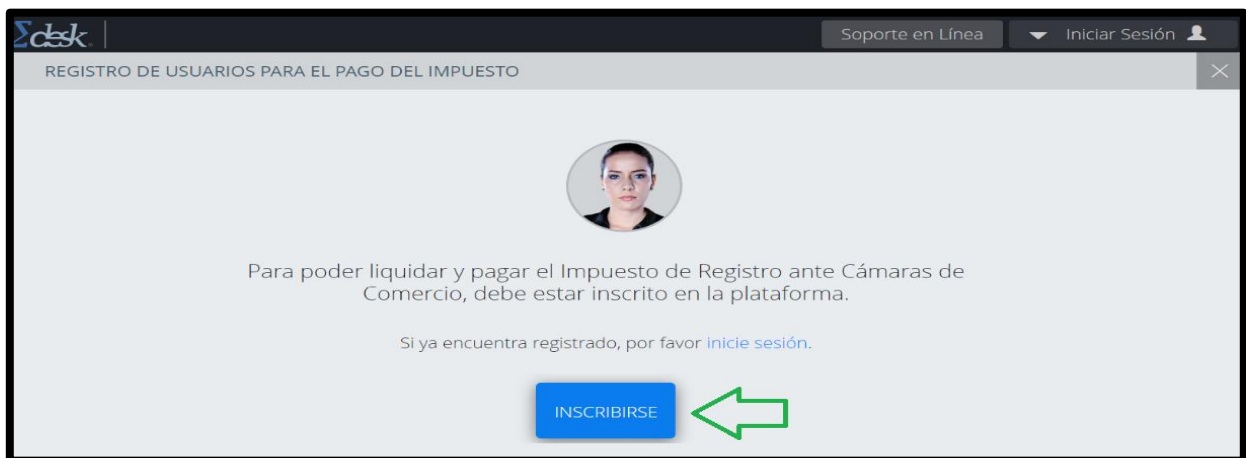 Σdesk.
Soporte en Línea
Iniciar Sesión
REGISTRO DE USUARIOS PARA EL PAGO DEL IMPUESTO
Para poder liquidar y pagar el Impuesto de Registro ante Cámaras de
Comercio, debe estar inscrito en la plataforma.
Si ya encuentra registrado, por favor inicie sesión.
INSCRIBIRSE